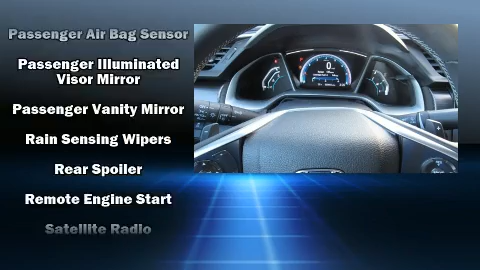 Passenger Air Bag Sensor
Passenger Illuminated
Visor Mirror
Passenger Vanity Mirror
Rain Sensing Wipers
Rear Spoiler
Remote Engine Start
Satellite Radio